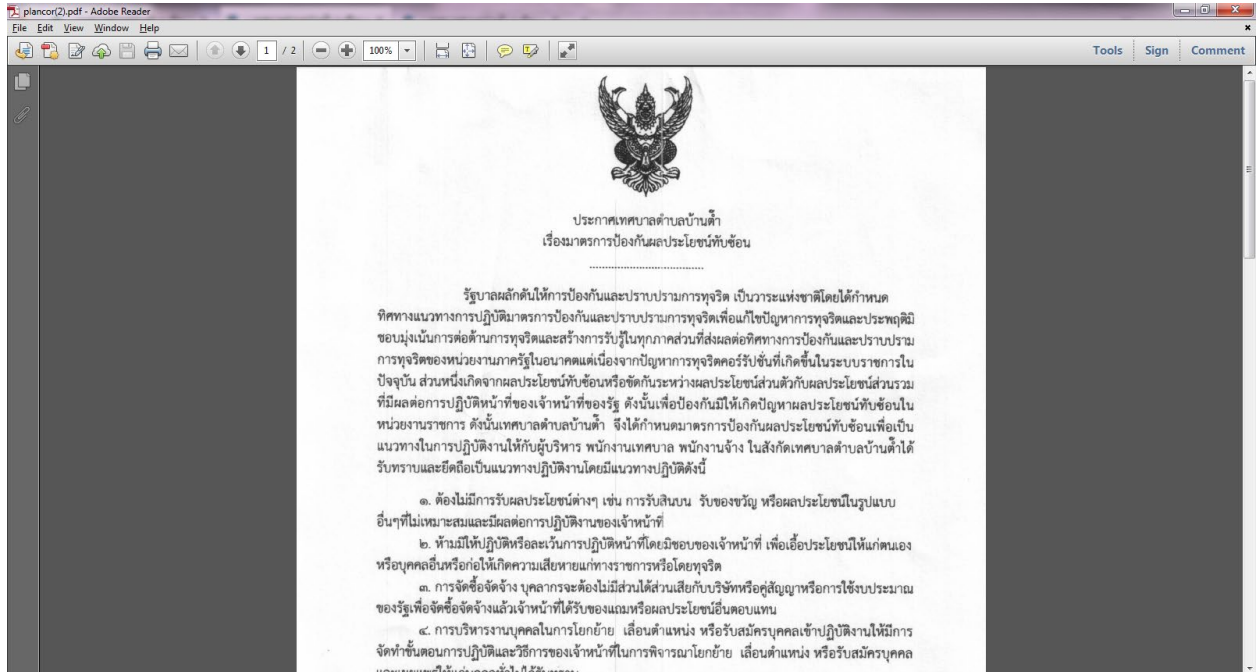 plancor(2).pdf - Adobe Reader
File Edit View Window Help
1 / 2 100% Tools Sign Comment
ประกาศเทศบาลตำบลบ้านต๊ำ
เรื่องมาตรการป้องกันผลประโยชน์ทับซ้อน
รัฐบาลผลักดันให้การป้องกันและปราบปรามการทุจริต เป็นวาระแห่งชาติโดยได้กำหนด
ทิศทางแนวทางการปฏิบัติมาตรการป้องกันและปราบปรามการทุจริตเพื่อแก้ไขปัญหาการทุจริตและประพฤติมิ
ชอบมุ่งเน้นการต่อต้านการทุจริตและสร้างการรับรู้ในทุกภาคส่วนที่ส่งผลต่อทิศทางการป้องกันและปราบปราม
การทุจริตของหน่วยงานภาครัฐในอนาคตแต่เนื่องจากปัญหาการทุจริตคอร์รัปชั่นที่เกิดขึ้นในระบบราชการใน
ปัจจุบัน ส่วนหนึ่งเกิดจากผลประโยชน์ทับซ้อนหรือขัดกันระหว่างผลประโยชน์ส่วนตัวกับผลประโยชน์ส่วนรวม
ที่มีผลต่อการปฏิบัติหน้าที่ของเจ้าหน้าที่ของรัฐ ดังนั้นเพื่อป้องกันมิให้เกิดปัญหาผลประโยชน์ทับซ้อนใน
หน่วยงานราชการ ดังนั้นเทศบาลตำบลบ้านต๊ำ จึงได้กำหนดมาตรการป้องกันผลประโยชน์ทับซ้อนเพื่อเป็น
แนวทางในการปฏิบัติงานให้กับผู้บริหาร พนักงานเทศบาล พนักงานจ้าง ในสังกัดเทศบาลตำบลบ้านต๊ำได้
รับทราบและยึดถือเป็นแนวทางปฏิบัติงานโดยมีแนวทางปฏิบัติดังนี้
๑. ต้องไม่มีการรับผลประโยชน์ต่างๆ เช่น การรับสินบน รับของขวัญ หรือผลประโยชน์ในรูปแบบ
อื่นๆที่ไม่เหมาะสมและมีผลต่อการปฏิบัติงานของเจ้าหน้าที่
๒. ห้ามมิให้ปฏิบัติหรือละเว้นการปฏิบัติหน้าที่โดยมิชอบของเจ้าหน้าที่ เพื่อเอื้อประโยชน์ให้แก่ตนเอง
หรือบุคคลอื่นหรือก่อให้เกิดความเสียหายแก่ทางราชการหรือโดยทุจริต
๓. การจัดซื้อจัดจ้าง บุคลากรจะต้องไม่มีส่วนได้ส่วนเสียกับบริษัทหรือคู่สัญญาหรือการใช้งบประมาณ
ของรัฐเพื่อจัดซื้อจัดจ้างแล้วเจ้าหน้าที่ได้รับของแถมหรือผลประโยชน์อื่นตอบแทน
๔. การบริหารงานบุคคลในการโยกย้าย เลื่อนตำแหน่ง หรือรับสมัครบุคคลเข้าปฏิบัติงานให้มีการ
จัดทำขั้นตอนการปฏิบัติและวิธีการของเจ้าหน้าที่ในการพิจารณาโยกย้าย เลื่อนตำแหน่ง หรือรับสมัครบุคคล